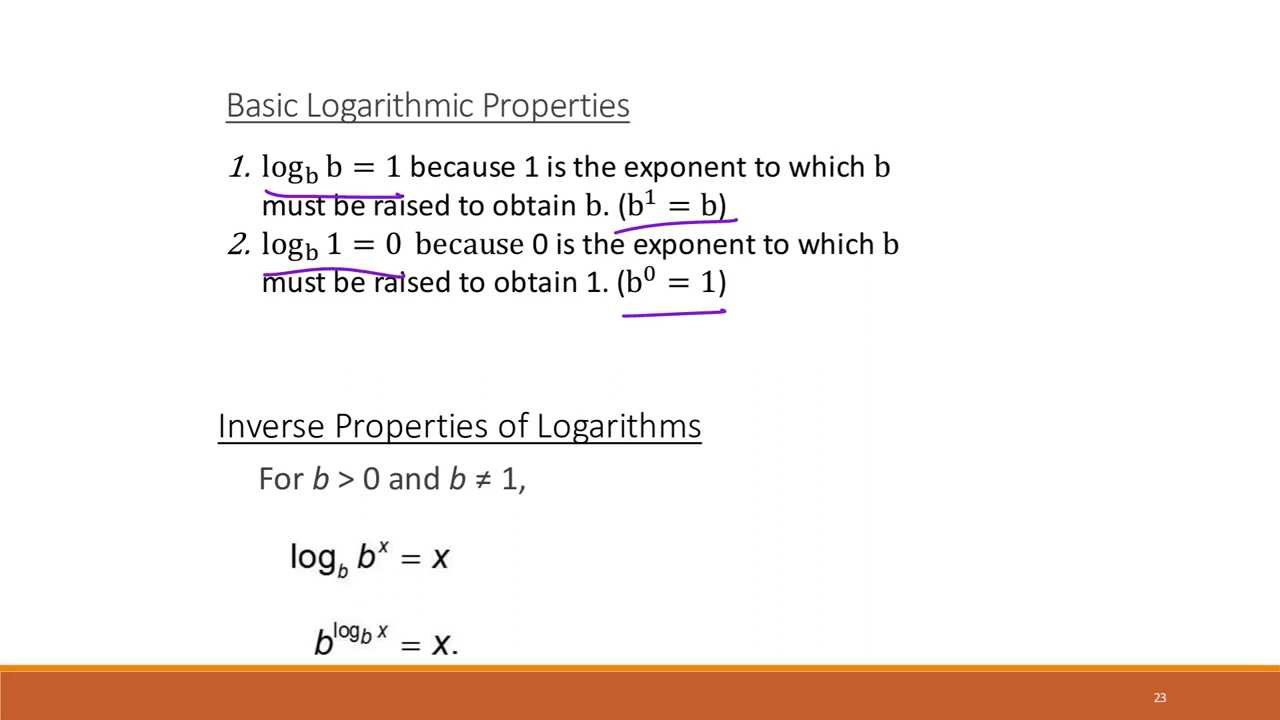 Basic Logarithmic Properties
1. log_b b = 1 because 1 is the exponent to which b
must be raised to obtain b. (b¹ = b)
2. log_b 1 = 0 because 0 is the exponent to which b
must be raised to obtain 1. (b⁰ = 1)
Inverse Properties of Logarithms
For b > 0 and b ≠ 1,
log_b b^x = x
b^(log_b x) = x.
23